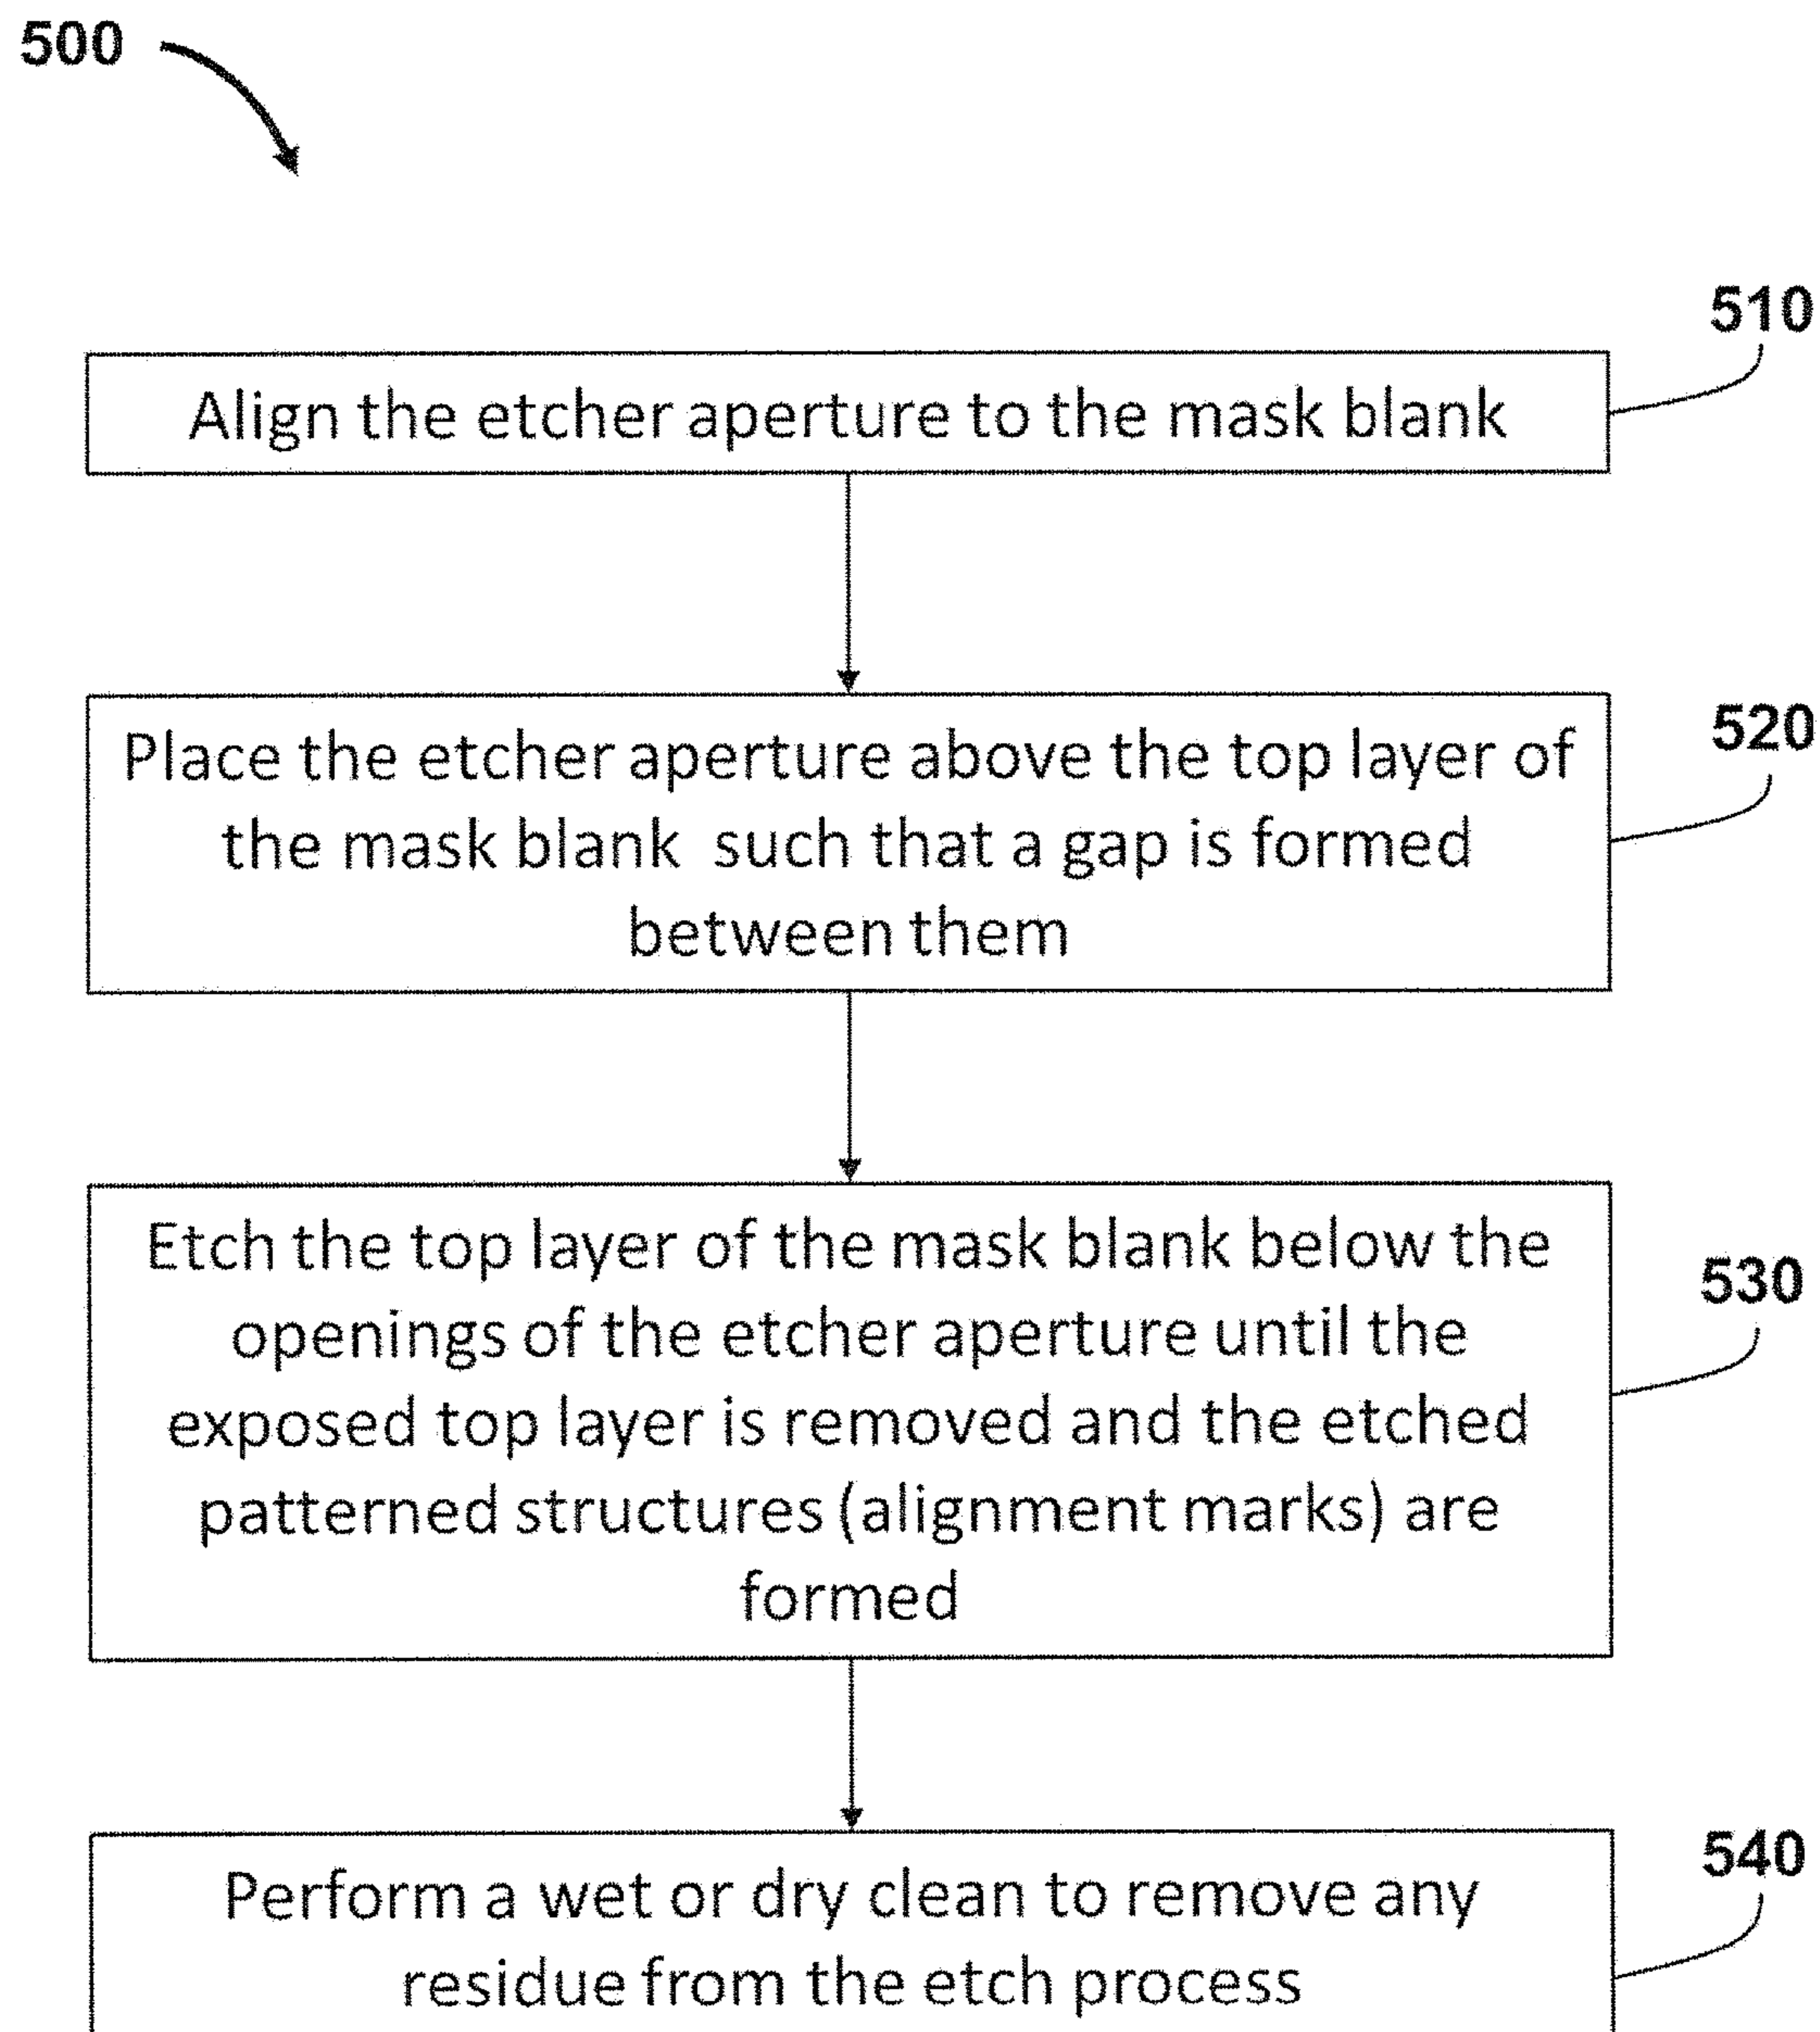 500
510
Align the etcher aperture to the mask blank
520
Place the etcher aperture above the top layer of
the mask blank such that a gap is formed
between them
530
Etch the top layer of the mask blank below the
openings of the etcher aperture until the
exposed top layer is removed and the etched
patterned structures (alignment marks) are
formed
540
Perform a wet or dry clean to remove any
residue from the etch process